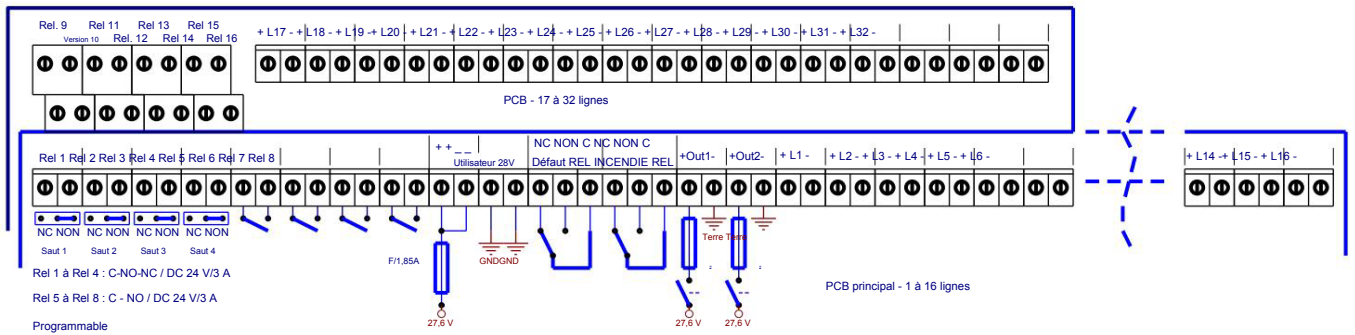 Rel. 9 Rel 11 Rel 13 Rel 15
Version 10 Rel. 12 Rel 14 Rel 16
+ L17 - + L18 - + L19 -+ L20 - + L21 - + L22 - + L23 - + L24 - + L25 - + L26 - + L27 - + L28 - + L29 - + L30 - + L31 - + L32 -
PCB - 17 à 32 lignes
Rel 1 Rel 2 Rel 3 Rel 4 Rel 5 Rel 6 Rel 7 Rel 8
+ + _ _
Utilisateur 28V
NC NON C NC NON C
Défaut REL INCENDIE REL
+Out1- +Out2- + L1 - + L2 - + L3 - + L4 - + L5 - + L6 -
+ L14 -+ L15 - + L16 -
NC NON NC NON NC NON NC NON
Saut 1 Saut 2 Saut 3 Saut 4
F/1,85A
GNDGND
Terre Terre
Rel 1 à Rel 4 : C-NO-NC / DC 24 V/3 A
Rel 5 à Rel 8 : C - NO / DC 24 V/3 A
Programmable
27,6 V 27,6 V 27,6 V
PCB principal - 1 à 16 lignes